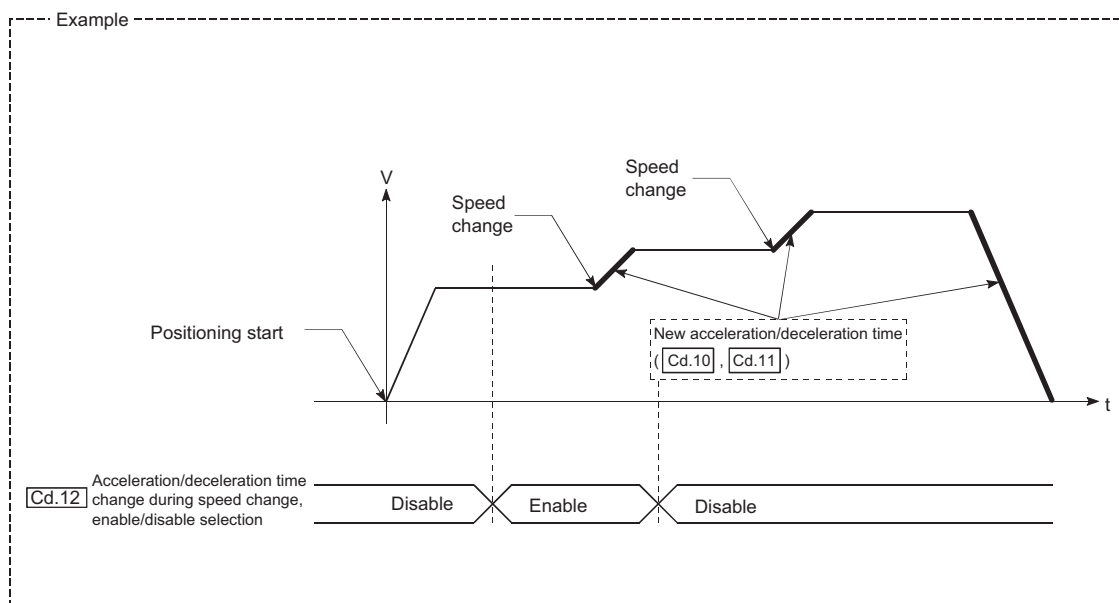 Example
Speed
change
V
Speed
change
Positioning start
New acceleration/deceleration time
( Cd.10 , Cd.11 )
t
Cd.12 Acceleration/deceleration time
change during speed change,
enable/disable selection
Disable
Enable
Disable